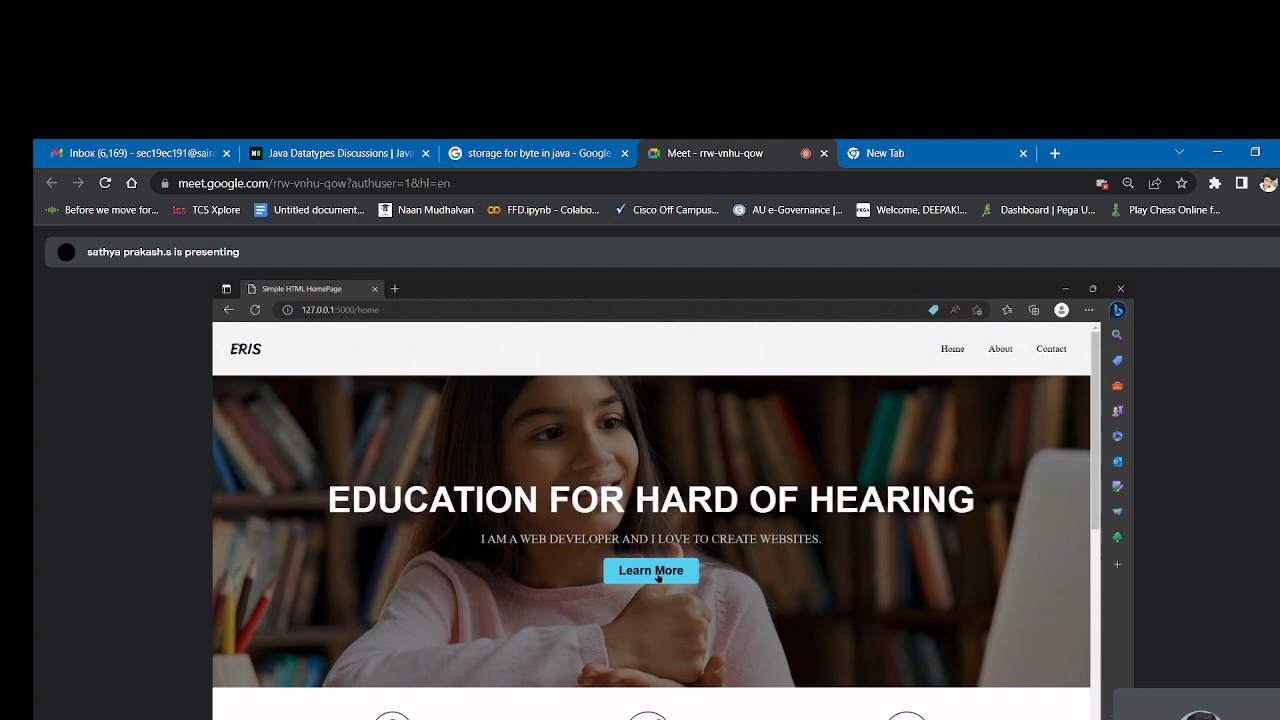 Inbox (6,169) - sec19ec191@sair
Java Datatypes Discussions | Java
storage for byte in java - Google
Meet - rrw-vnhu-qow
New Tab
meet.google.com/rrw-vnhu-qow?authuser=1&hl=en
Before we move for...
TCS Xplore
Untitled document...
Naan Mudhalvan
FFD.ipynb - Colabo...
Cisco Off Campus...
AU e-Governance |...
Welcome, DEEPAK!...
Dashboard | Pega U...
Play Chess Online f...
sathya prakash.s is presenting
Simple HTML HomePage
127.0.0.1:5000/home
ERIS
Home
About
Contact
EDUCATION FOR HARD OF HEARING
I AM A WEB DEVELOPER AND I LOVE TO CREATE WEBSITES.
Learn More